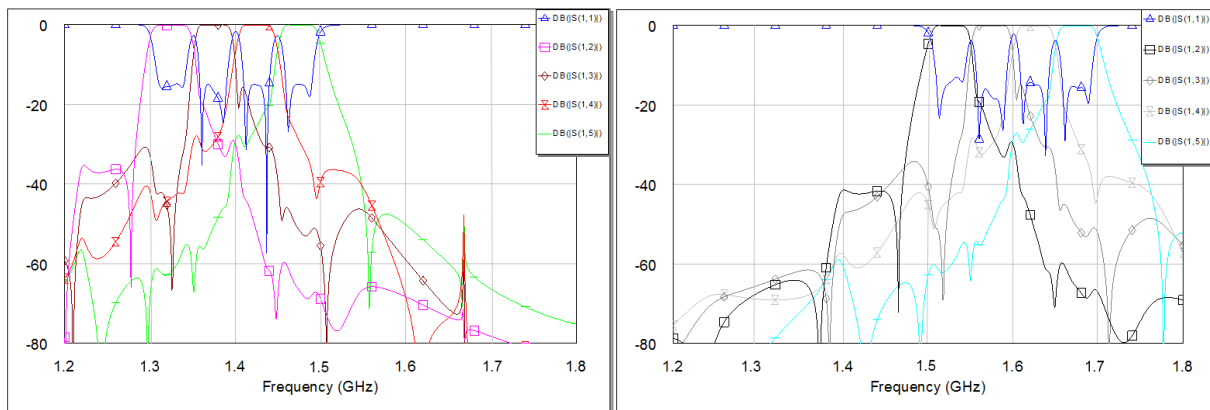 0
-20
-40
-60
-80
1.2
1.3
1.4
1.5
1.6
1.7
1.8
Frequency (GHz)
DB(|S(1,1)|)
DB(|S(1,2)|)
DB(|S(1,3)|)
DB(|S(1,4)|)
DB(|S(1,5)|)
0
-20
-40
-60
-80
1.2
1.3
1.4
1.5
1.6
1.7
1.8
Frequency (GHz)
DB(|S(1,1)|)
DB(|S(1,2)|)
DB(|S(1,3)|)
DB(|S(1,4)|)
DB(|S(1,5)|)